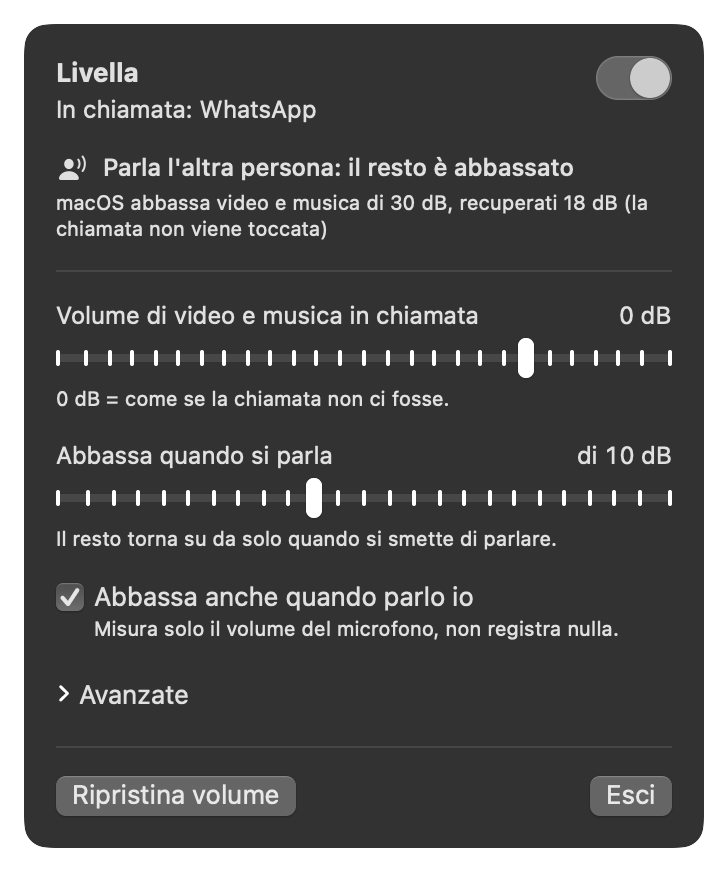 Livella
In chiamata: WhatsApp
Parla l'altra persona: il resto è abbassato
macOS abbassa video e musica di 30 dB, recuperati 18 dB (la
chiamata non viene toccata)
Volume di video e musica in chiamata 0 dB
0 dB = come se la chiamata non ci fosse.
Abbassa quando si parla di 10 dB
Il resto torna su da solo quando si smette di parlare.
Abbassa anche quando parlo io
Misura solo il volume del microfono, non registra nulla.
Avanzate
Ripristina volume Esci